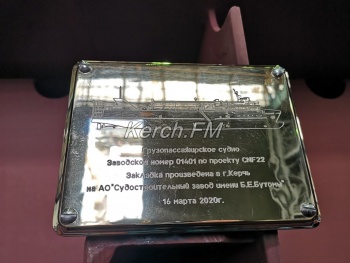 Kerch.FM
Грузопассажирское судно
Заводской номер 01401 по проекту CNF22
Закладка произведена в г.Керчь
на АО"Судостроительный завод имени Б.Е.Бутомы"
16 марта 2020г.